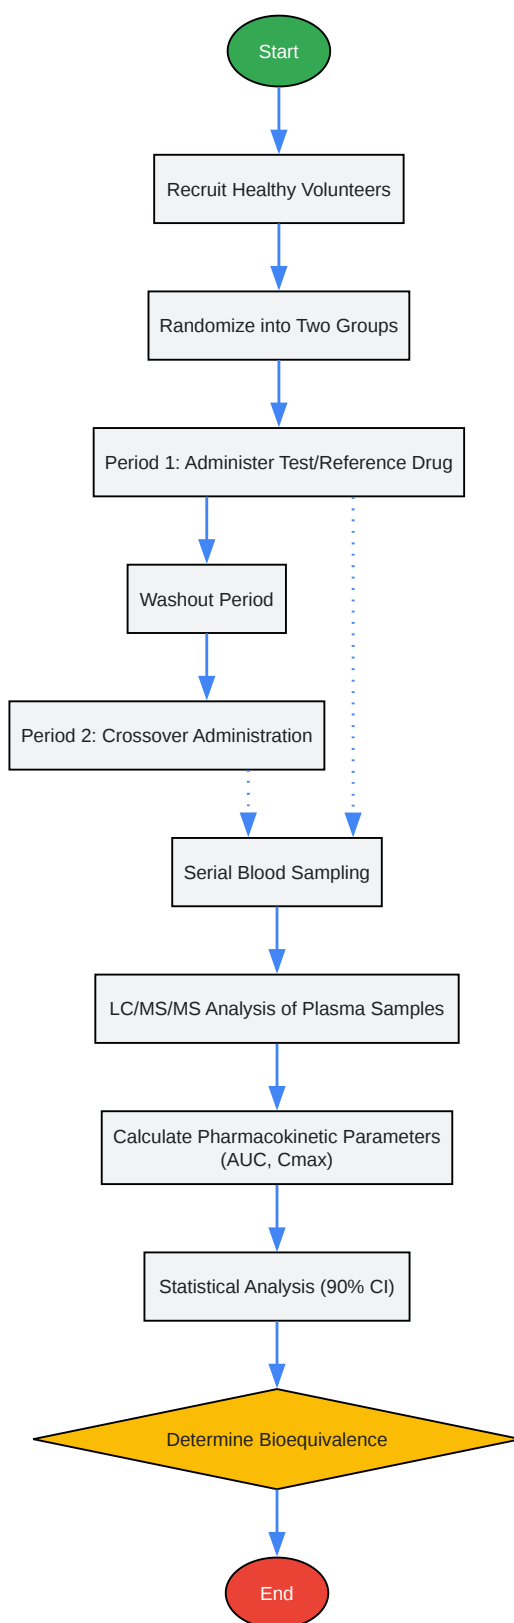 Start
Recruit Healthy Volunteers
Randomize into Two Groups
Period 1: Administer Test/Reference Drug
Washout Period
Period 2: Crossover Administration
Serial Blood Sampling
LC/MS/MS Analysis of Plasma Samples
Calculate Pharmacokinetic Parameters
(AUC, Cmax)
Statistical Analysis (90% CI)
Determine Bioequivalence
End